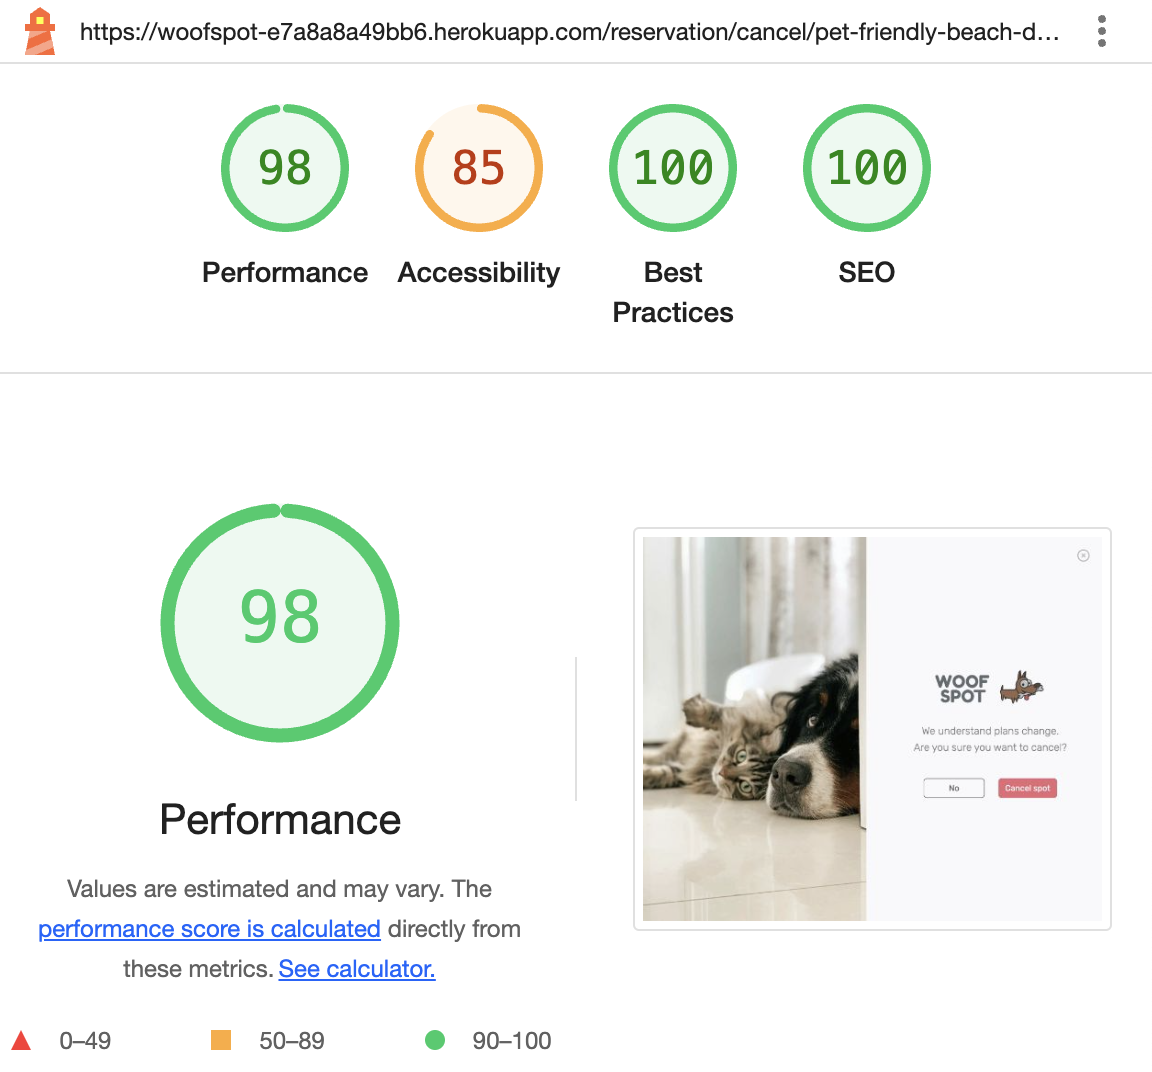 https://woofspot-e7a8a8a49bb6.herokuapp.com/reservation/cancel/pet-friendly-beach-d…
98
85
100
100
Performance
Accessibility
Best
Practices
SEO
98
WOOF
SPOT
We understand plans change.
Are you sure you want to cancel?
No
Cancel spot
Performance
Values are estimated and may vary. The
performance score is calculated directly from
these metrics. See calculator.
0–49
50–89
90–100